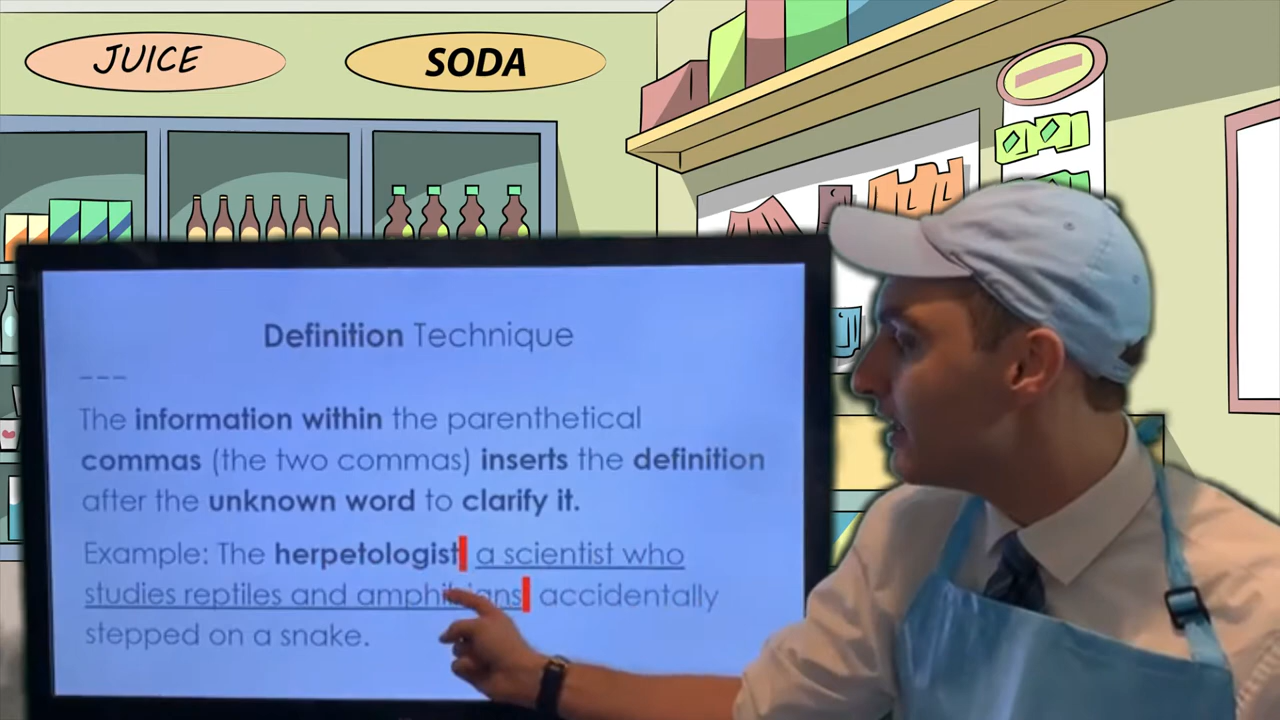 JUICE
SODA
Definition Technique
The information within the parenthetical
commas (the two commas) inserts the definition
after the unknown word to clarify it.
Example: The herpetologist a scientist who
studies reptiles and amphibians accidentally
stepped on a snake.